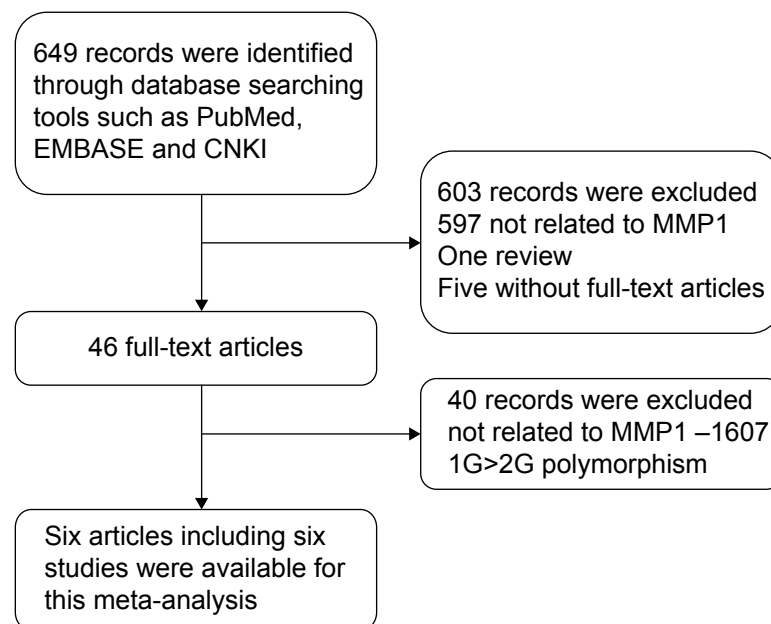 649 records were identified
through database searching
tools such as PubMed,
EMBASE and CNKI
603 records were excluded
597 not related to MMP1
One review
Five without full-text articles
46 full-text articles
40 records were excluded
not related to MMP1 –1607
1G>2G polymorphism
Six articles including six
studies were available for
this meta-analysis